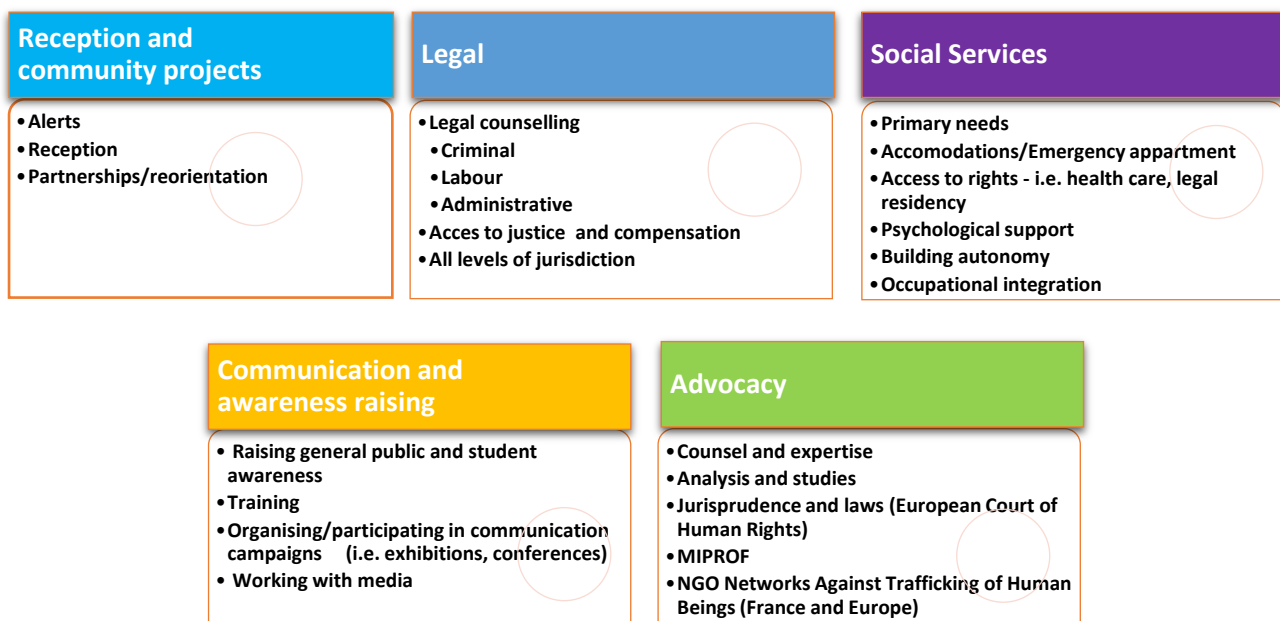 Reception and
community projects
• Alerts
• Reception
• Partnerships/reorientation
Legal
• Legal counselling
• Criminal
• Labour
• Administrative
• Acces to justice and compensation
• All levels of jurisdiction
Social Services
• Primary needs
• Accomodations/Emergency appartment
• Access to rights - i.e. health care, legal
residency
• Psychological support
• Building autonomy
• Occupational integration
Communication and
awareness raising
• Raising general public and student
awareness
• Training
• Organising/participating in communication
campaigns (i.e. exhibitions, conferences)
• Working with media
Advocacy
• Counsel and expertise
• Analysis and studies
• Jurisprudence and laws (European Court of
Human Rights)
• MIPROF
• NGO Networks Against Trafficking of Human
Beings (France and Europe)